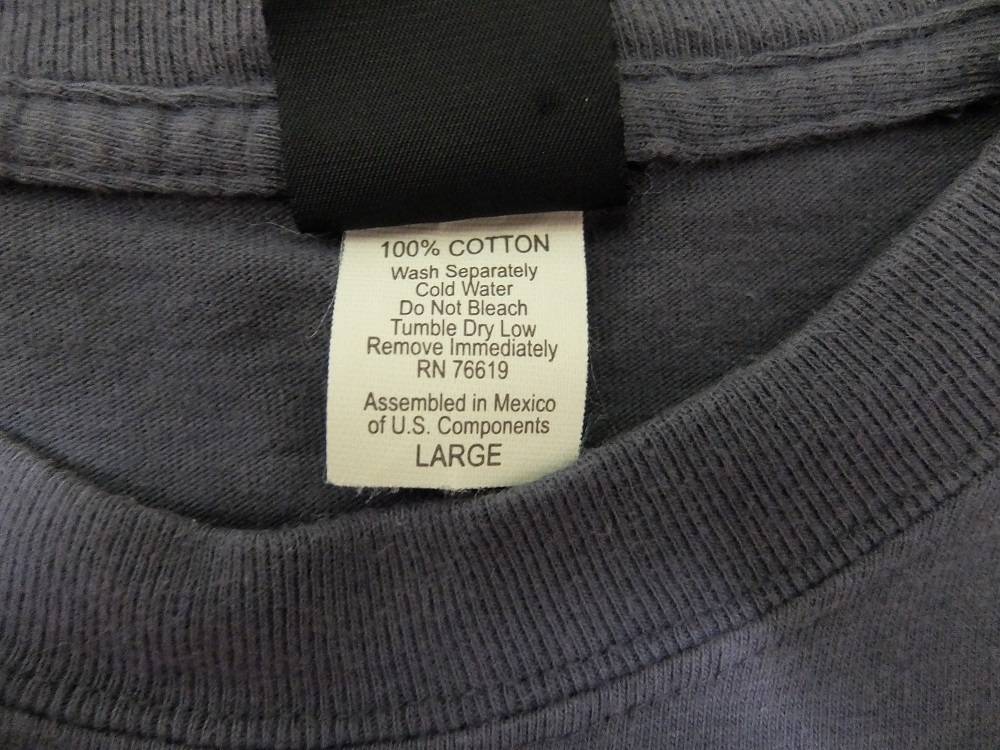 100% COTTON
Wash Separately
Cold Water
Do Not Bleach
Tumble Dry Low
Remove Immediately
RN 76619
Assembled in Mexico
of U.S. Components
LARGE